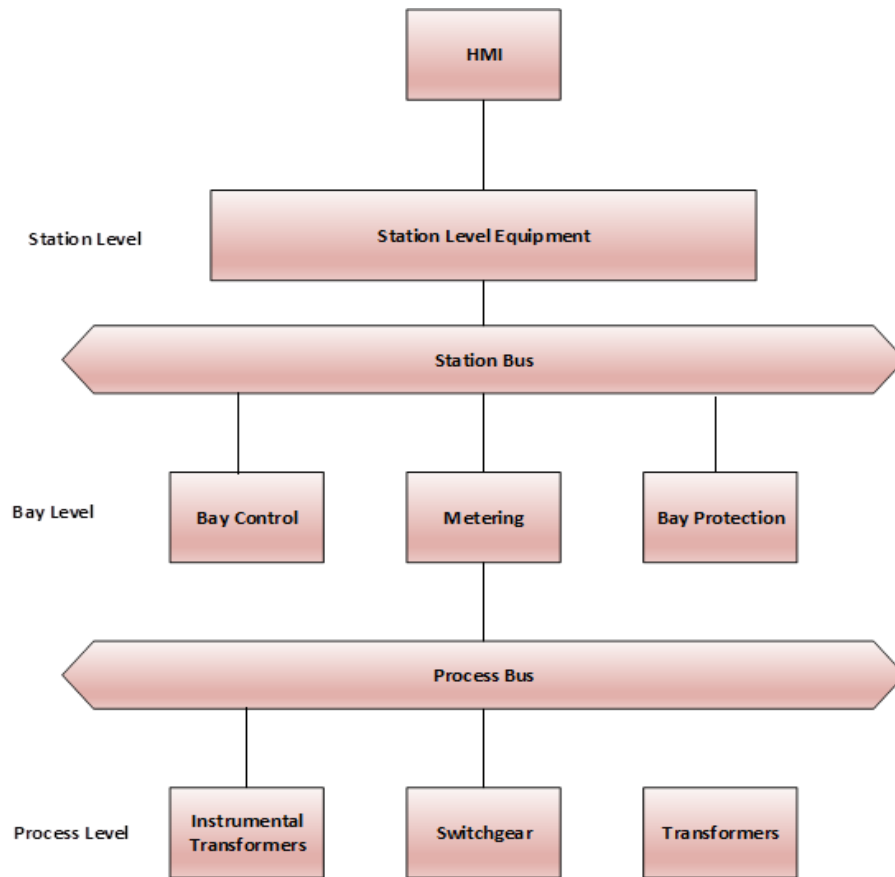 HMI
Station Level
Station Level Equipment
Station Bus
Bay Level
Bay Control
Metering
Bay Protection
Process Bus
Process Level
Instrumental
Transformers
Switchgear
Transformers